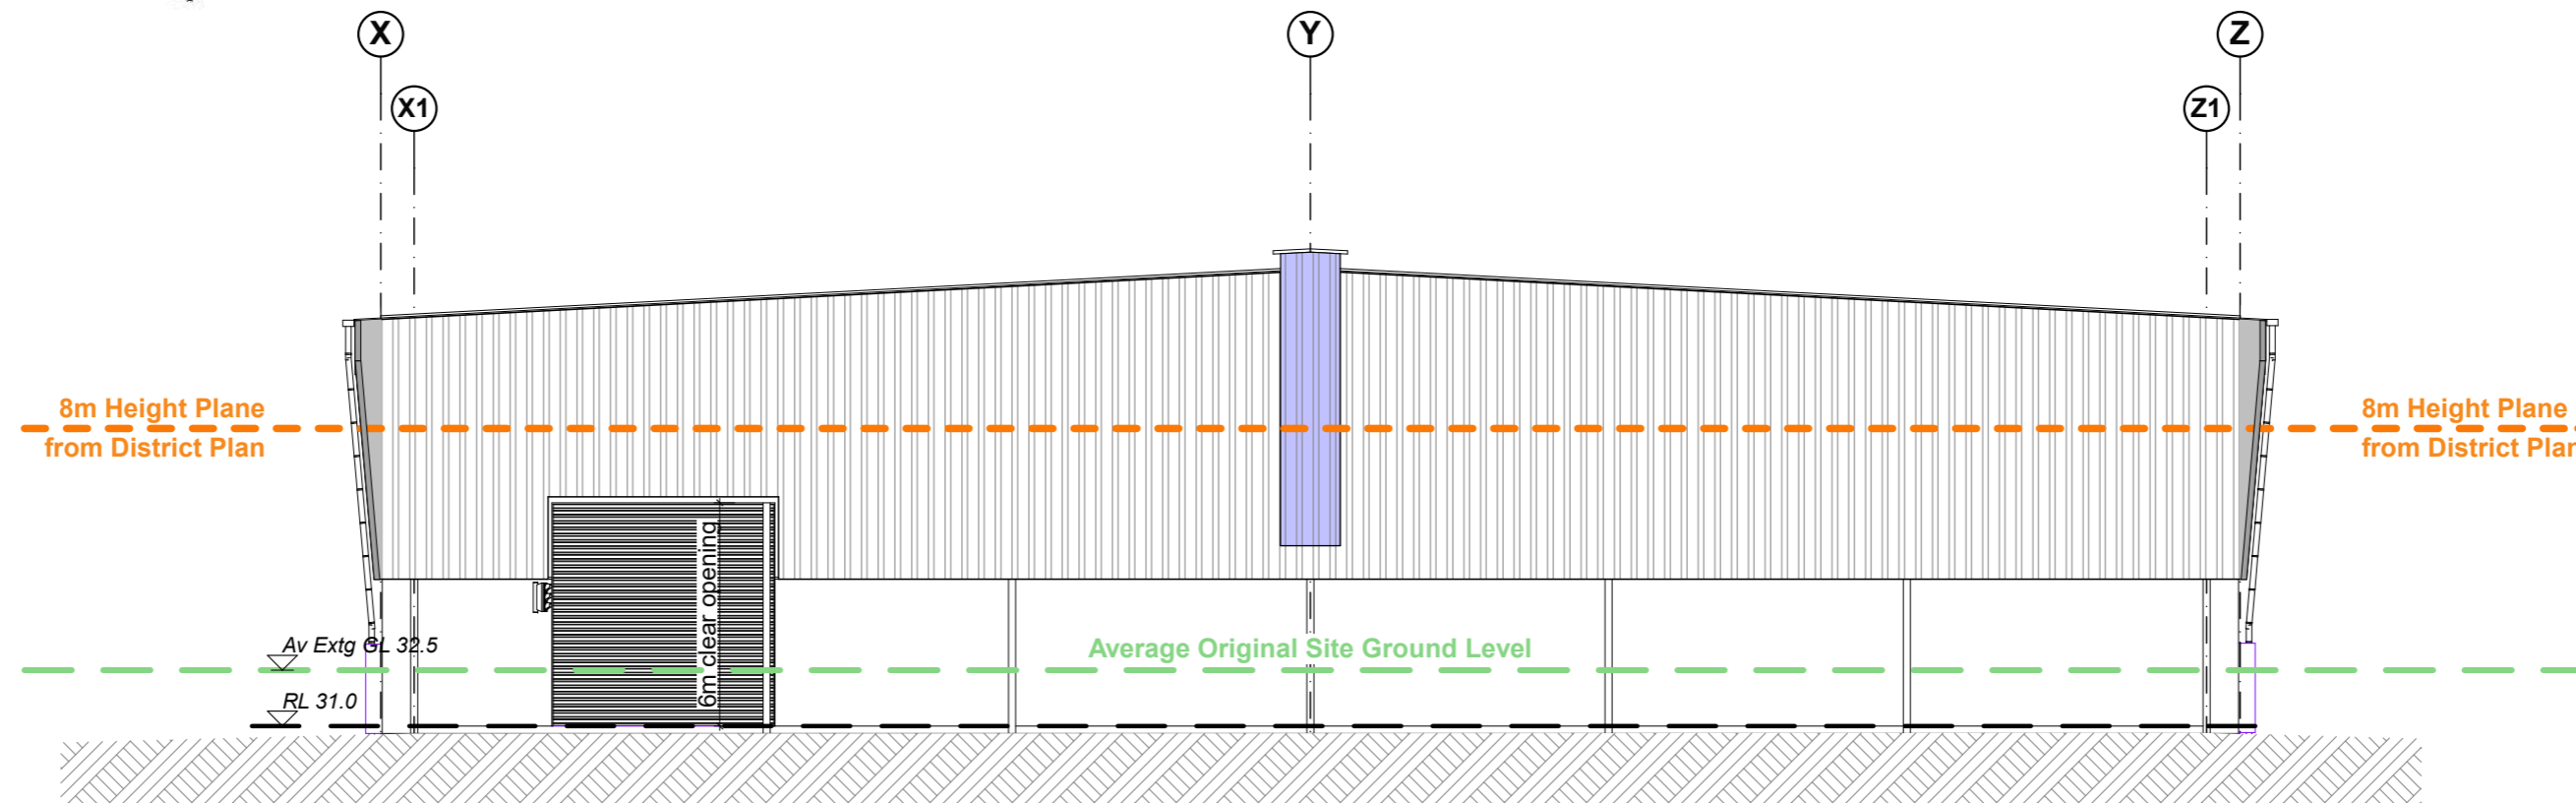 X
Y
Z
X1
Z1
8m Height Plane
from District Plan
8m Height Plane
from District Plan
6m clear opening
Av Extg GL 32.5
Average Original Site Ground Level
RL 31.0